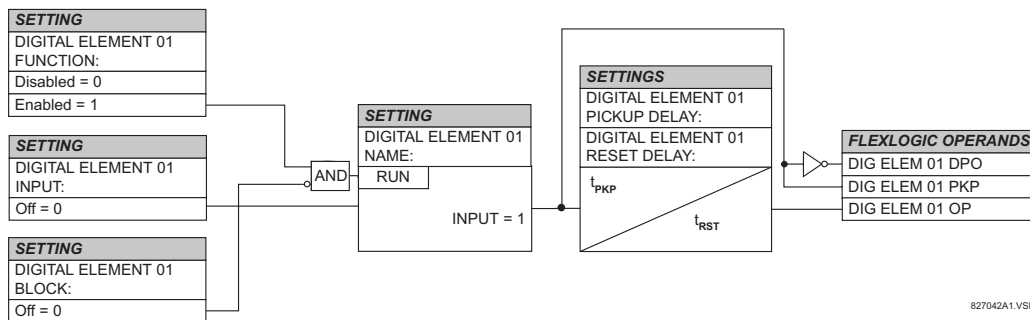 SETTING
DIGITAL ELEMENT 01
FUNCTION:
Disabled = 0
Enabled = 1
SETTING
DIGITAL ELEMENT 01
INPUT:
Off = 0
SETTING
DIGITAL ELEMENT 01
BLOCK:
Off = 0
AND
SETTING
DIGITAL ELEMENT 01
NAME:
RUN
INPUT = 1
SETTINGS
DIGITAL ELEMENT 01
PICKUP DELAY:
DIGITAL ELEMENT 01
RESET DELAY:
tPKP
tRST
FLEXLOGIC OPERANDS
DIG ELEM 01 DPO
DIG ELEM 01 PKP
DIG ELEM 01 OP
827042A1.VSD